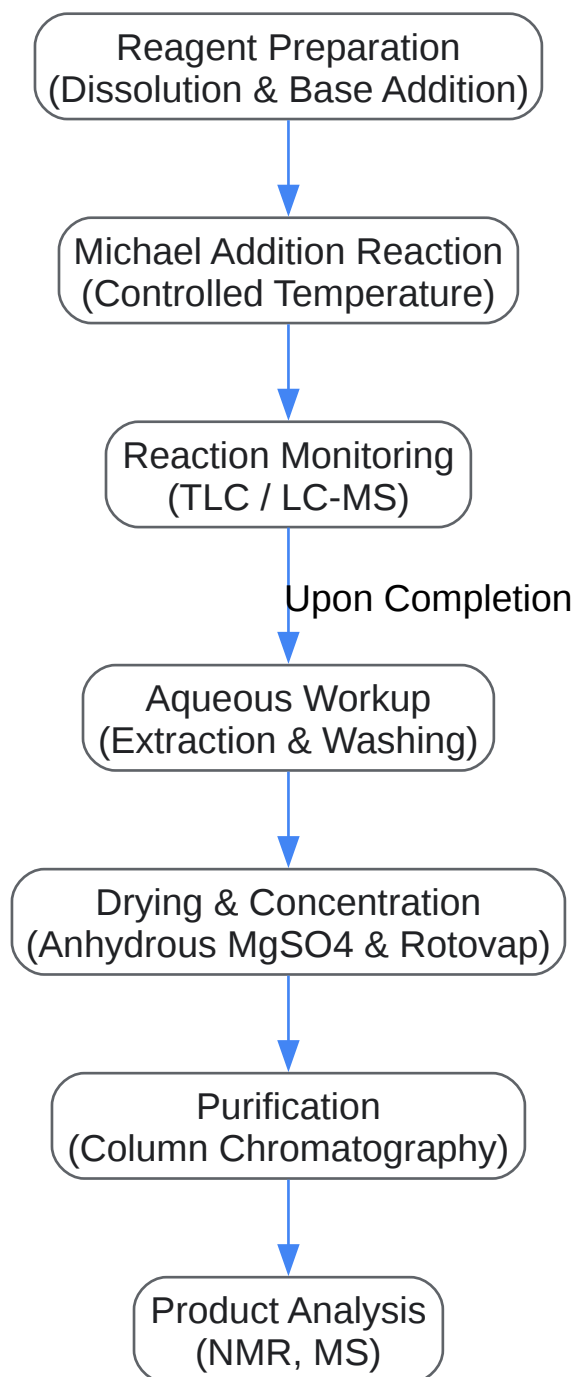 Reagent Preparation
(Dissolution & Base Addition)
Michael Addition Reaction
(Controlled Temperature)
Reaction Monitoring
(TLC / LC-MS)
Upon Completion
Aqueous Workup
(Extraction & Washing)
Drying & Concentration
(Anhydrous MgSO4 & Rotovap)
Purification
(Column Chromatography)
Product Analysis
(NMR, MS)